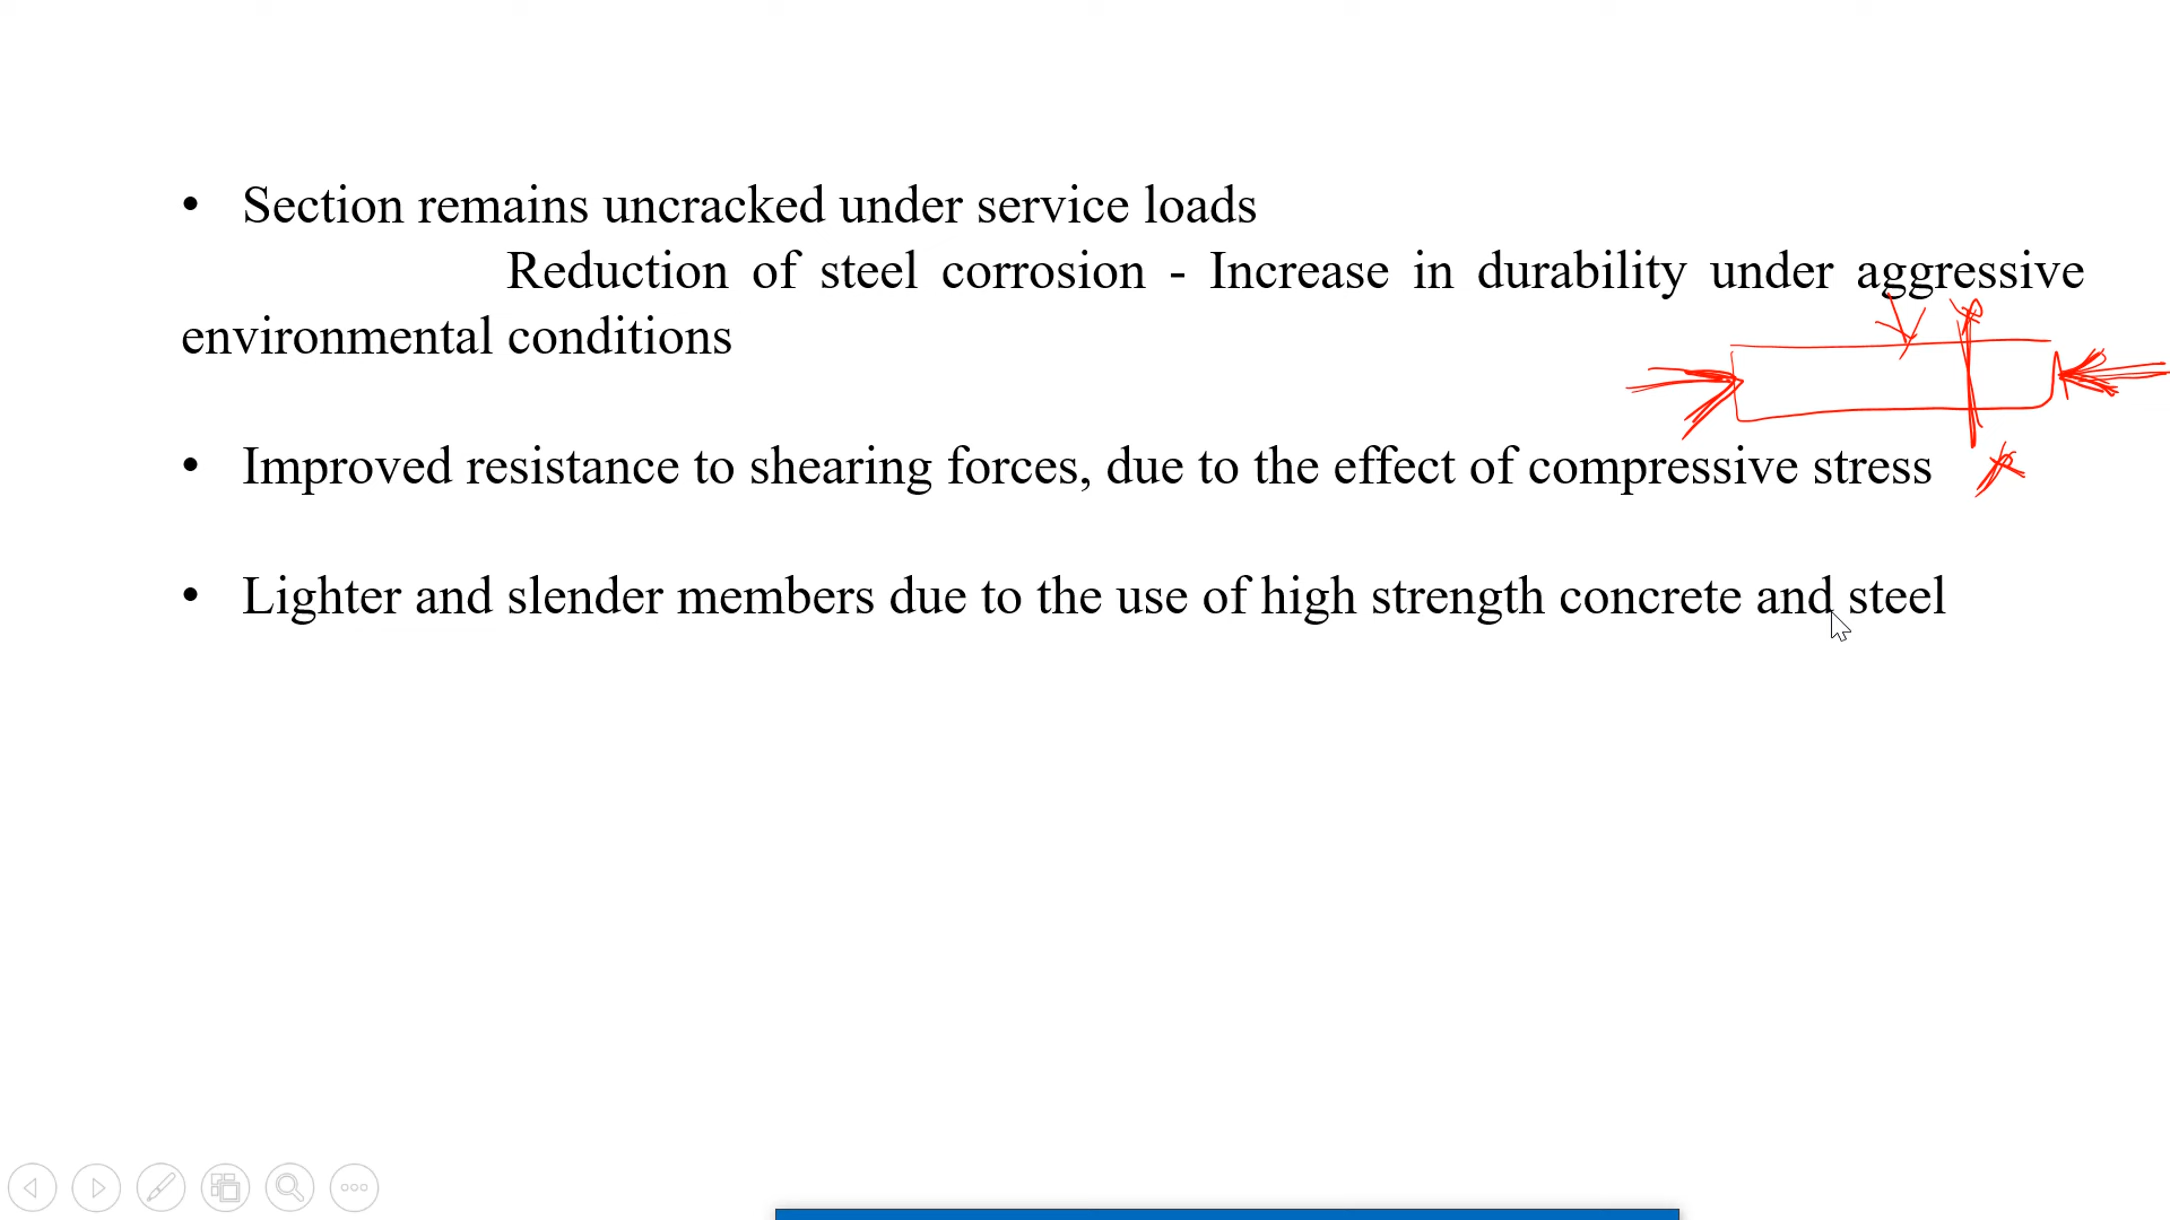 • Section remains uncracked under service loads
Reduction of steel corrosion - Increase in durability under aggressive
environmental conditions
• Improved resistance to shearing forces, due to the effect of compressive stress
• Lighter and slender members due to the use of high strength concrete and steel